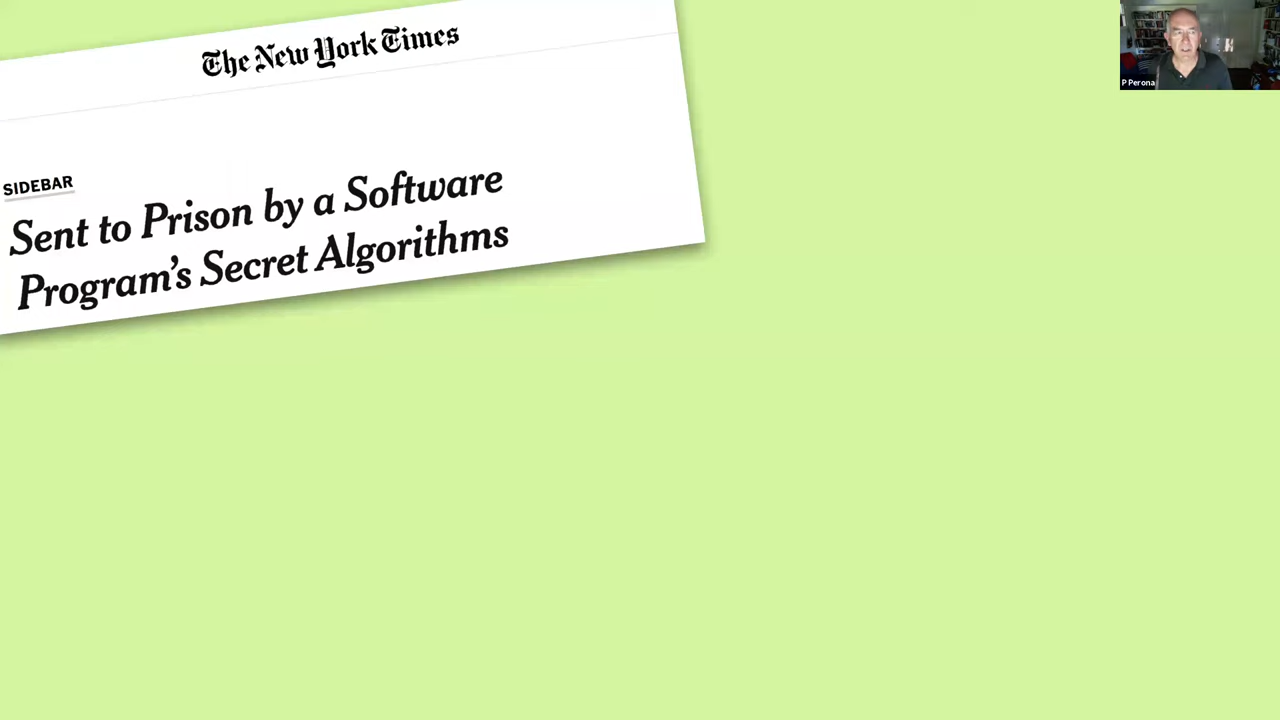 The New York Times
SIDEBAR
Sent to Prison by a Software
Program’s Secret Algorithms
P Perona